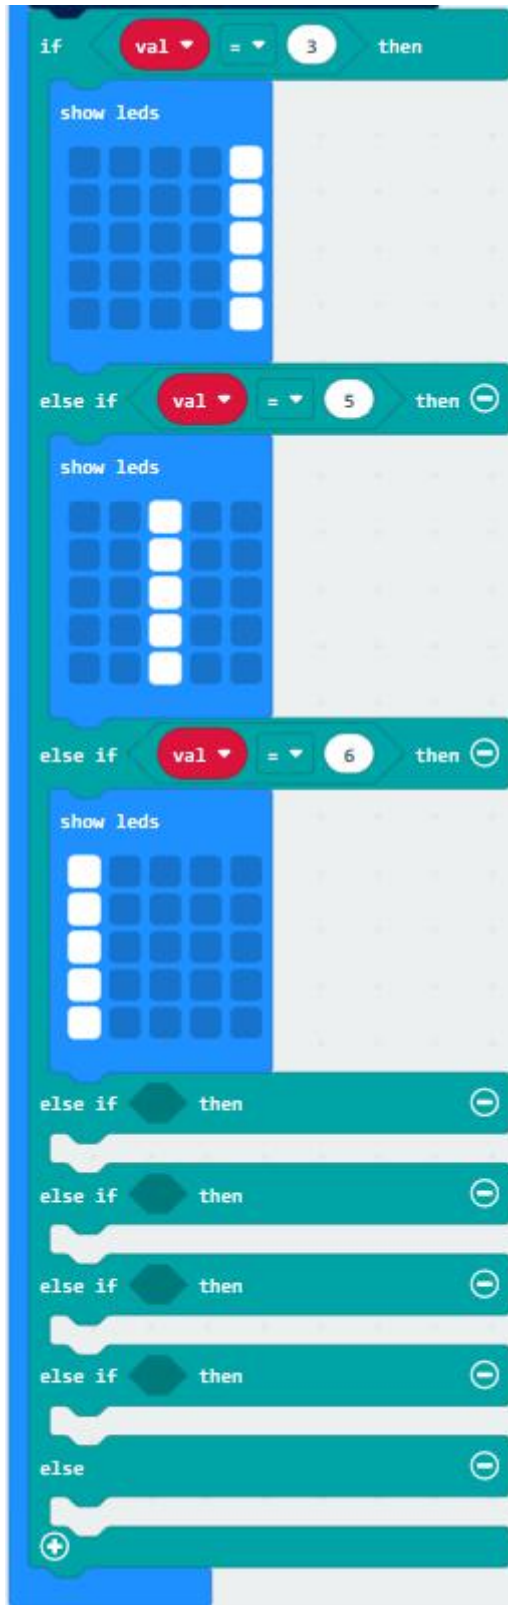 if val = 3 then
show leds
else if val = 5 then
show leds
else if val = 6 then
show leds
else if then
else if then
else if then
else if then
else